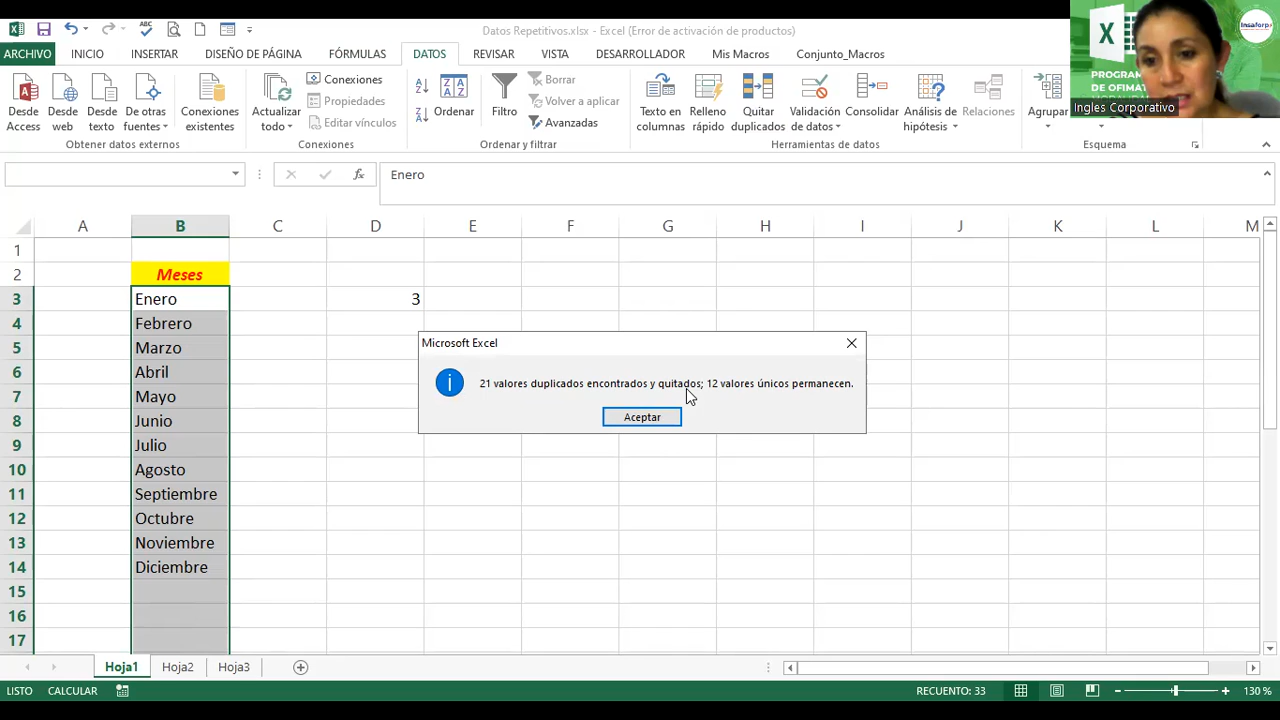 Datos Repetitivos.xlsx - Excel (Error de activación de productos)
ARCHIVO INICIO INSERTAR DISEÑO DE PÁGINA FÓRMULAS DATOS REVISAR VISTA DESARROLLADOR Mis Macros Conjunto_Macros
Desde Access
Desde web
Desde texto
De otras fuentes
Conexiones existentes
Obtener datos externos
Actualizar todo
Conexiones
Propiedades
Editar vínculos
Conexiones
Ordenar
Filtro
Borrar
Volver a aplicar
Avanzadas
Ordenar y filtrar
Texto en columnas
Relleno rápido
Quitar duplicados
Validación de datos
Consolidar
Análisis de hipótesis
Relaciones
Herramientas de datos
Agrupar
Esquema
PROGRAM
DE OFIMAT
Insaforp
Ingles Corporativo
fx Enero
A B C D E F G H I J K L M
1
2 Meses
3 Enero 3
4 Febrero
5 Marzo
6 Abril
7 Mayo
8 Junio
9 Julio
10 Agosto
11 Septiembre
12 Octubre
13 Noviembre
14 Diciembre
15
16
17
Microsoft Excel
21 valores duplicados encontrados y quitados; 12 valores únicos permanecen.
Aceptar
Hoja1 Hoja2 Hoja3
LISTO CALCULAR RECUENTO: 33 130 %